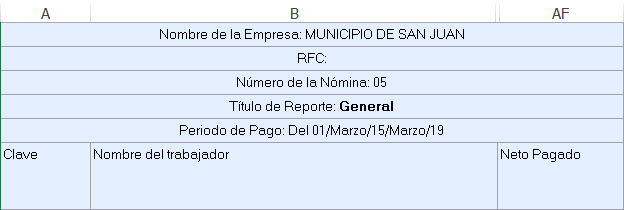 A B AF
Nombre de la Empresa: MUNICIPIO DE SAN JUAN
RFC:
Número de la Nómina: 05
Título de Reporte: General
Periodo de Pago: Del 01/Marzo/15/Marzo/19
Clave Nombre del trabajador Neto Pagado